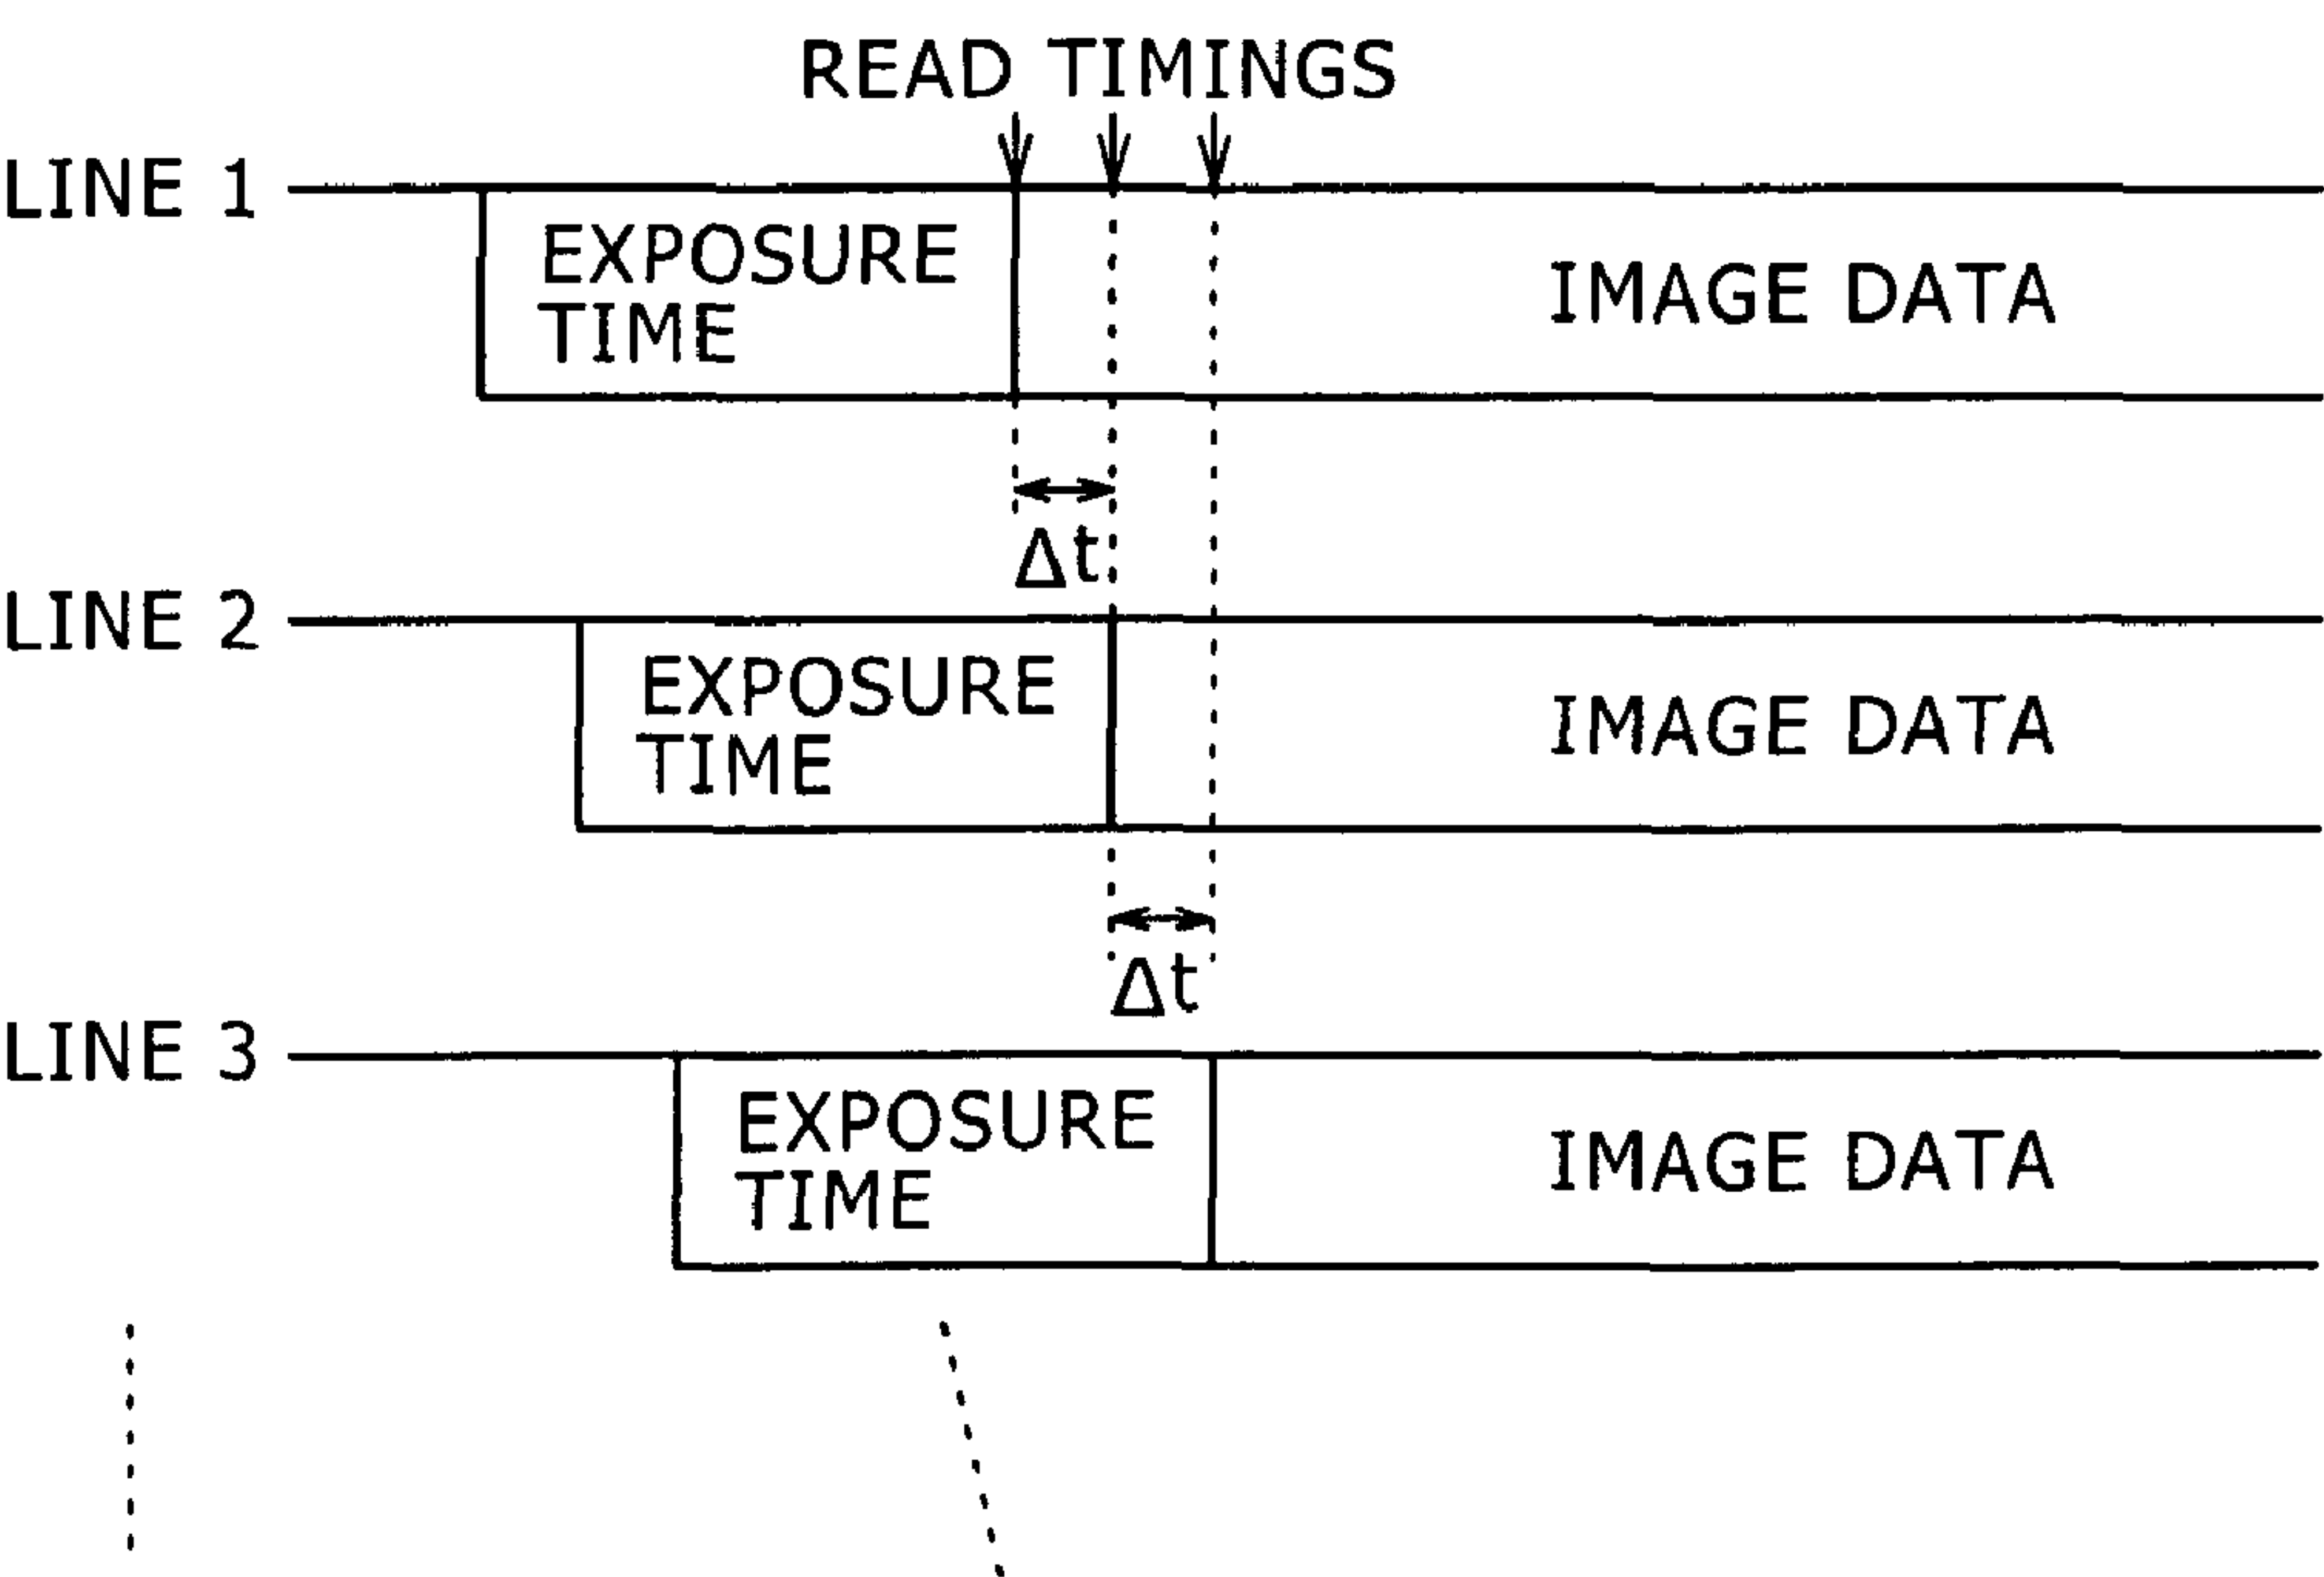 READ TIMINGS
LINE 1
EXPOSURE
TIME
IMAGE DATA
Δt
LINE 2
EXPOSURE
TIME
IMAGE DATA
Δt
LINE 3
EXPOSURE
TIME
IMAGE DATA